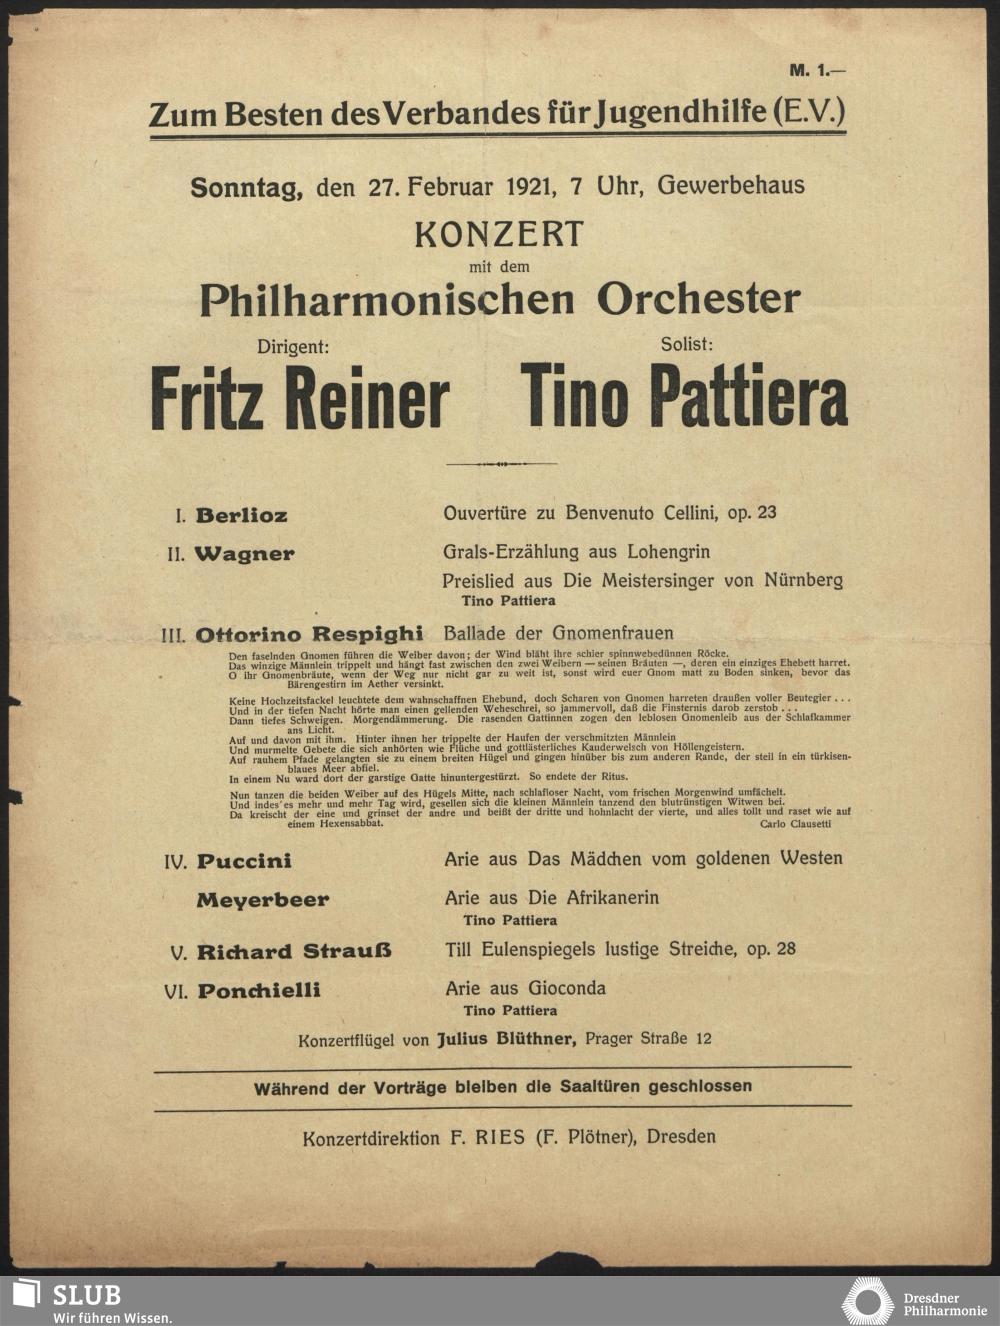 M. 1.—
Zum Besten des Verbandes für Jugendhilfe (E.V.)
Sonntag, den 27. Februar 1921, 7 Uhr, Gewerbehaus
KONZERT
mit dem
Philharmonischen Orchester
Dirigent: Solist:
Fritz Reiner Tino Pattiera
I. Berlioz Ouvertüre zu Benvenuto Cellini, op. 23
II. Wagner Grals-Erzählung aus Lohengrin
Preislied aus Die Meistersinger von Nürnberg
Tino Pattiera
III. Ottorino Respighi Ballade der Gnomenfrauen
Den faselnden Gnomen führen die Weiber davon; der Wind bläht ihre schier spinnwebedünnen Röcke.
Das winzige Männlein trippelt und hängt fast zwischen den zwei Weibern — seinen Bräuten —, deren ein einziges Ehebett harret.
O ihr Gnomenbräute, wenn der Weg nur nicht gar zu weit ist, sonst wird euer Gnom matt zu Boden sinken, bevor das
Bärengestirn im Aether versinkt.
Keine Hochzeitsfackel leuchtete dem wahnschaffnen Ehebund, doch Scharen von Gnomen harreten draußen voller Beutegier . . .
Und in der tiefen Nacht hörte man einen gellenden Weheschrei, so jammervoll, daß die Finsternis darob zerstob . . .
Dann tiefes Schweigen. Morgendämmerung. Die rasenden Gattinnen zogen den leblosen Gnomenleib aus der Schlafkammer
ans Licht.
Auf und davon mit ihm. Hinter ihnen her trippelte der Haufen der verschmitzten Männlein
Und murmelte Gebete die sich anhörten wie Flüche und gottlästerliches Kauderwelsch von Höllengeistern.
Auf rauhem Pfade gelangten sie zu einem breiten Hügel und gingen hinüber bis zum anderen Rande, der steil in ein türkisen-
blaues Meer abfiel.
In einem Nu ward dort der garstige Gatte hinuntergestürzt. So endete der Ritus.
Nun tanzen die beiden Weiber auf des Hügels Mitte, nach schlafloser Nacht, vom frischen Morgenwind umfächelt.
Und indes' es mehr und mehr Tag wird, gesellen sich die kleinen Männlein tanzend den blutrünstigen Witwen bei.
Da kreischt der eine und grinset der andre und beißt der dritte und hohnlacht der vierte, und alles tollt und raset wie auf
einem Hexensabbat. Carlo Clausetti
IV. Puccini Arie aus Das Mädchen vom goldenen Westen
Meyerbeer Arie aus Die Afrikanerin
Tino Pattiera
V. Richard Strauß Till Eulenspiegels lustige Streiche, op. 28
VI. Ponchielli Arie aus Gioconda
Tino Pattiera
Konzertflügel von Julius Blüthner, Prager Straße 12
Während der Vorträge bleiben die Saaltüren geschlossen
Konzertdirektion F. RIES (F. Plötner), Dresden
SLUB
Wir führen Wissen.
Dresdner
Philharmonie